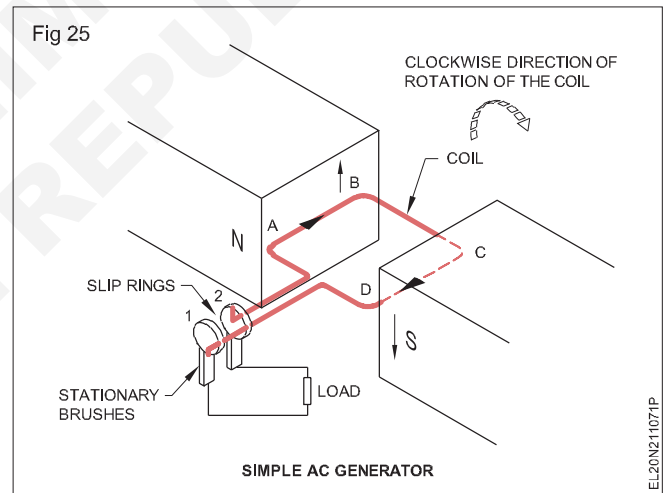 Fig 25
CLOCKWISE DIRECTION OF
ROTATION OF THE COIL
COIL
B
A
N
C
D
SLIP RINGS
2
1
S
STATIONARY
BRUSHES
LOAD
SIMPLE AC GENERATOR
EL20N211071P